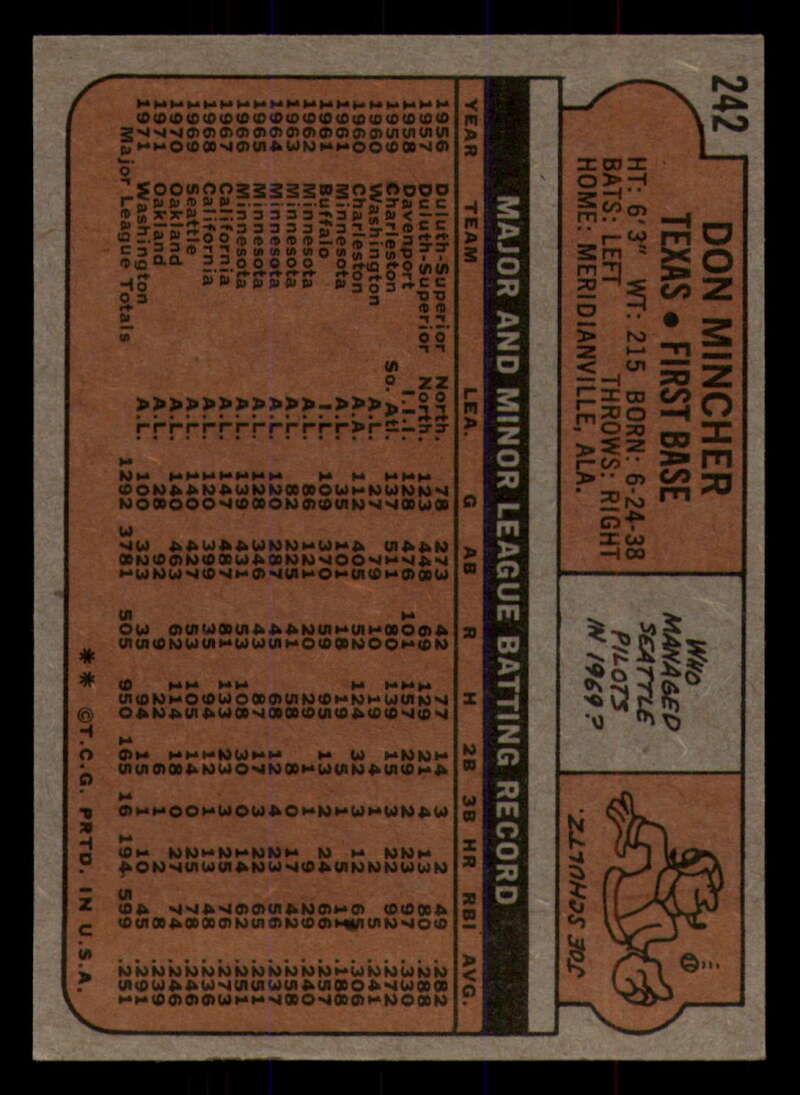 242
DON MINCHER
TEXAS • FIRST BASE
HT: 6'3" WT: 215 BORN: 6-24-38
BATS: LEFT THROWS: RIGHT
HOME: MERIDIANVILLE, ALA.
WHO
MANAGED
SEATTLE
PILOTS
IN 1969?
JOE SCHULTZ.
MAJOR AND MINOR LEAGUE BATTING RECORD
YEAR TEAM LEA. G AB R H 2B 3B HR RBI AVG.
1956 Duluth-Superior North. 78 273 42 77 14 3 2 49 .282
1957 Duluth-Superior North. 123 448 69 129 21 4 13 80 .288
1958 Davenport I.I.I. 128 476 101 157 29 2 23 97 .330
1959 Charleston So. Atl. 137 511 80 139 15 3 22 92 .272
1960 Washington A.L. 27 79 10 19 4 1 2 5 .241
1960 Charleston A.A. 112 405 52 124 32 2 12 65 .306
1961 Minnesota A.L. 35 101 18 19 5 1 5 11 .188
1961 Buffalo I.L. 109 370 59 95 13 5 24 66 .257
1962 Minnesota A.L. 86 121 20 29 1 1 9 29 .240
1963 Minnesota A.L. 82 225 41 58 8 0 17 42 .258
1964 Minnesota A.L. 120 287 45 68 12 4 23 56 .237
1965 Minnesota A.L. 128 346 43 87 17 3 22 65 .251
1966 Minnesota A.L. 139 431 53 108 30 0 14 62 .251
1967 California A.L. 147 487 81 133 23 3 25 76 .273
1968 California A.L. 120 399 35 94 12 1 13 48 .236
1969 Seattle A.L. 140 427 53 105 14 0 25 78 .246
1970 Oakland A.L. 140 463 62 114 18 0 27 74 .246
1971 Oakland A.L. 28 92 9 22 6 1 2 8 .239
1971 Washington A.L. 100 323 35 94 15 1 10 45 .291
Major League Totals 1292 3781 505 950 165 16 194 599 .251
** ©T.C.G. PRTD. IN U.S.A.